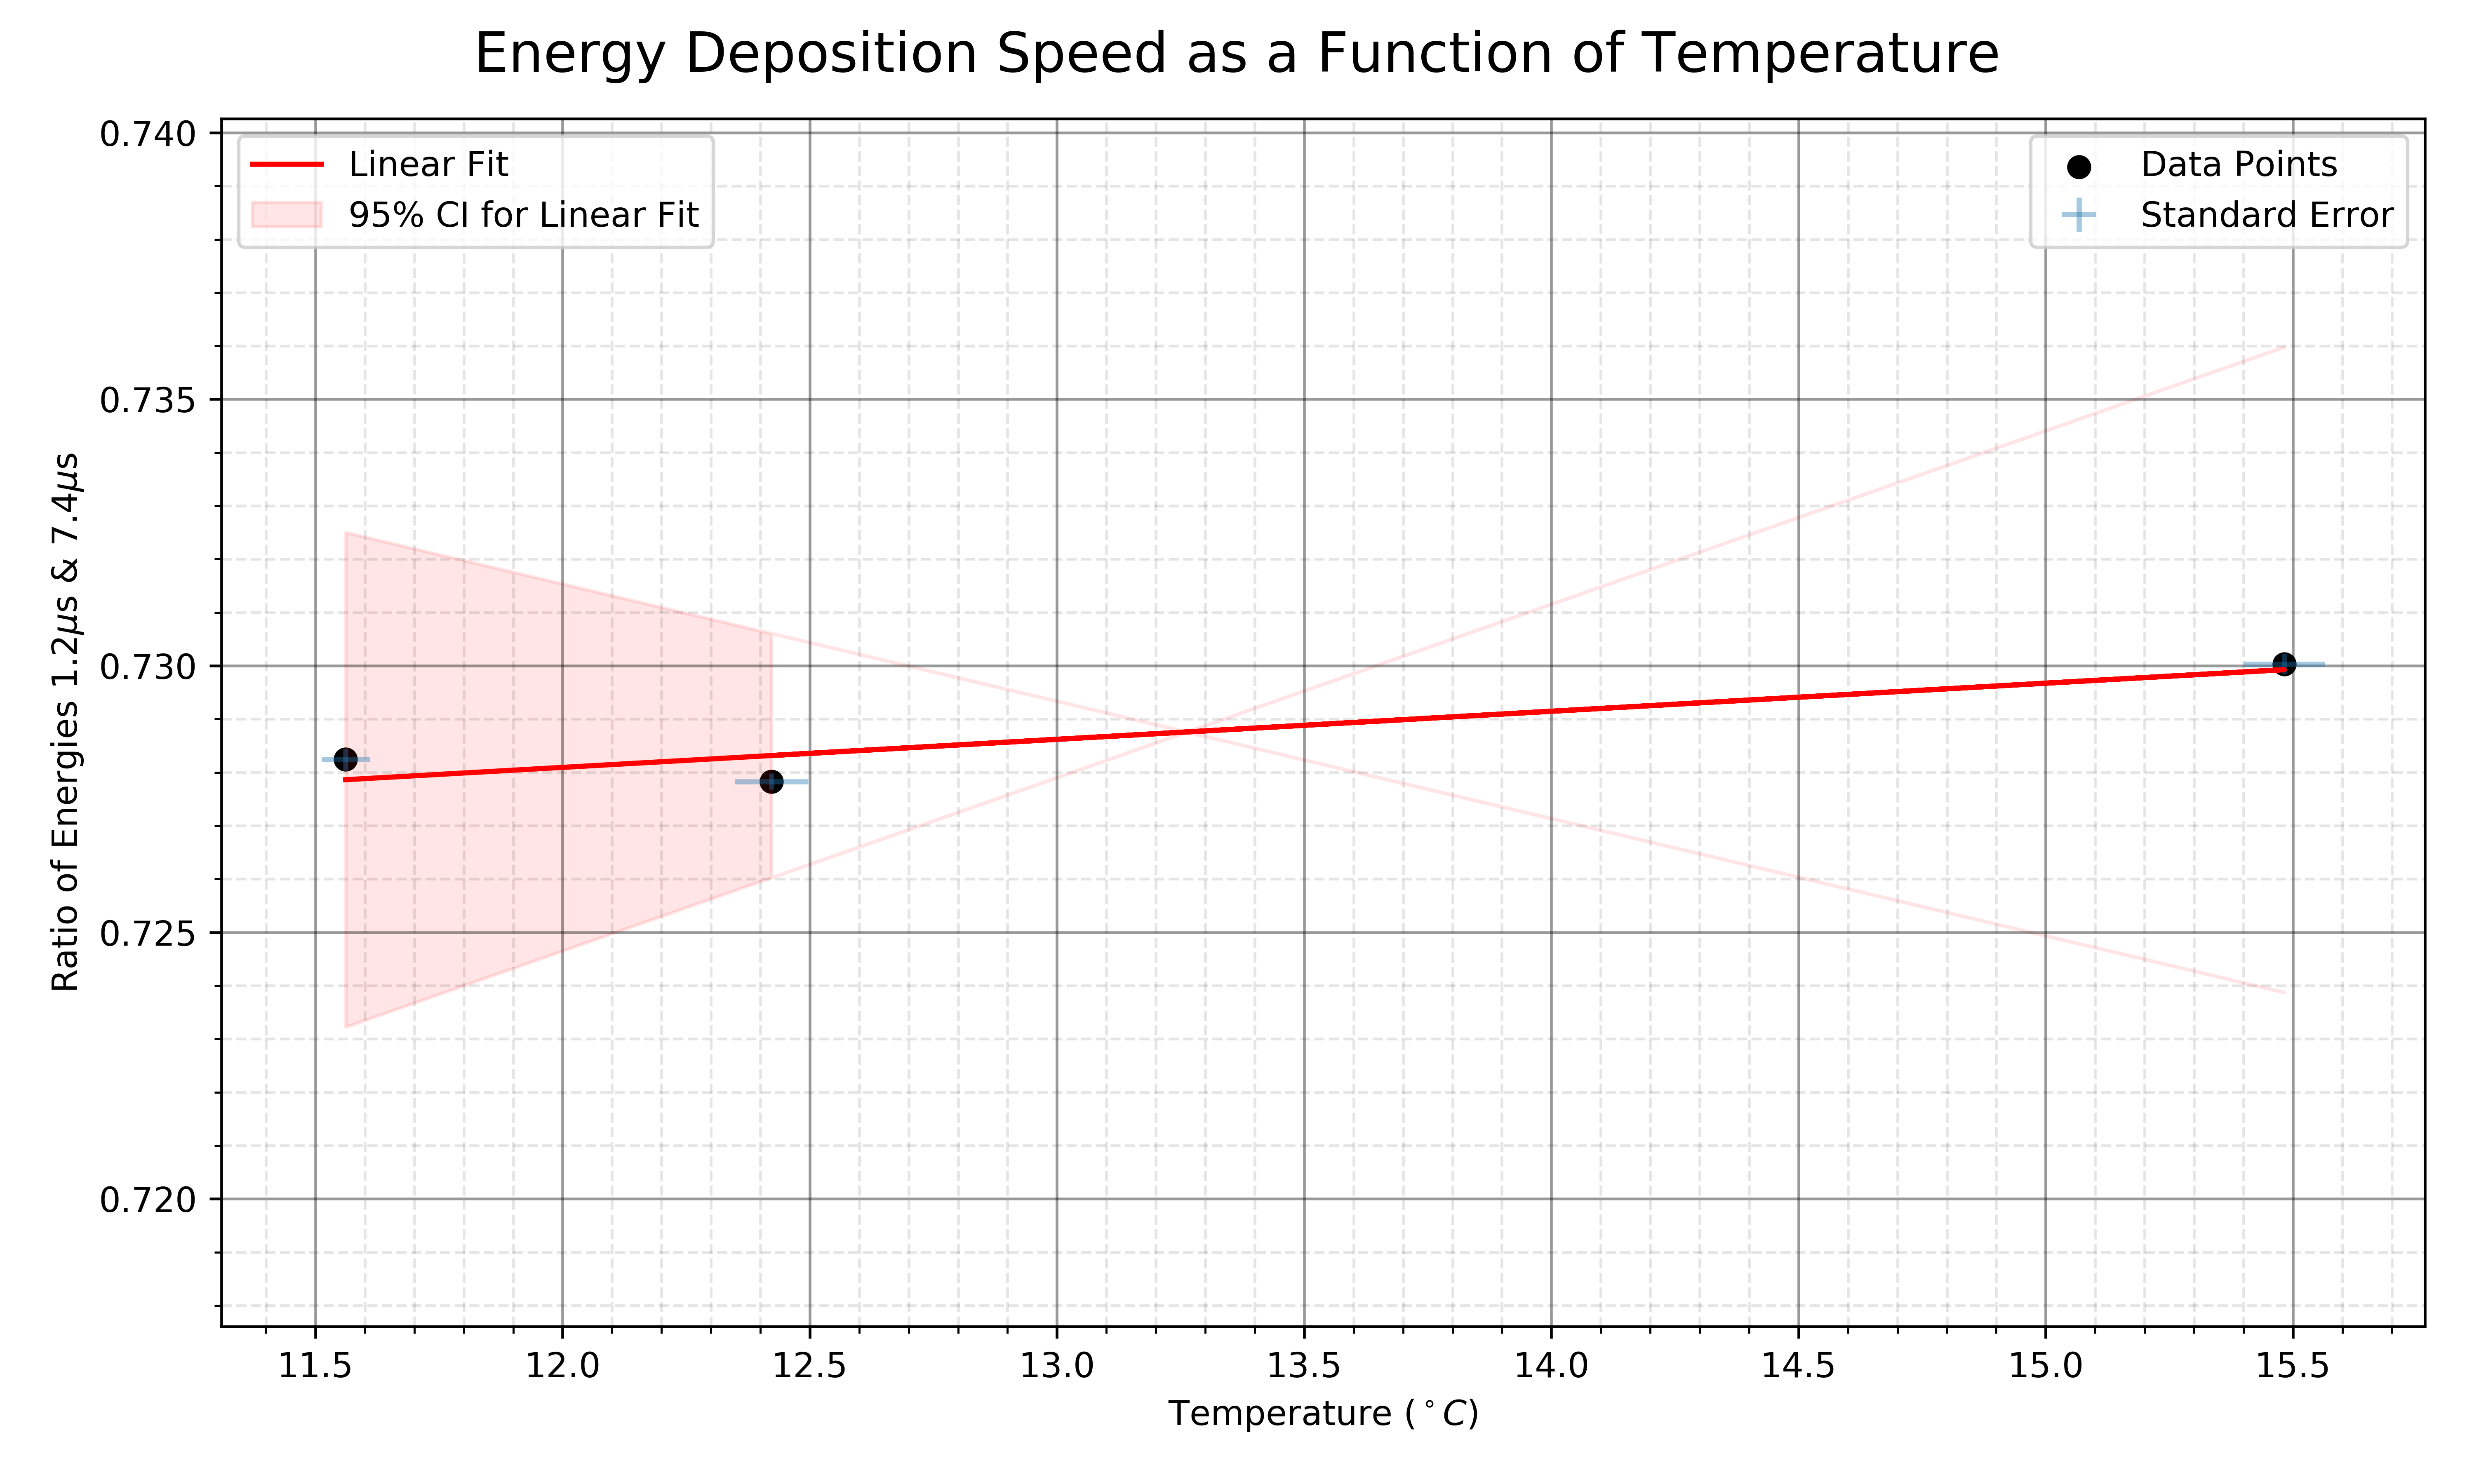 Energy Deposition Speed as a Function of Temperature
Linear Fit
95% CI for Linear Fit
Data Points
Standard Error
Ratio of Energies 1.2μs & 7.4μs
0.740
0.735
0.730
0.725
0.720
11.5 12.0 12.5 13.0 13.5 14.0 14.5 15.0 15.5
Temperature (°C)